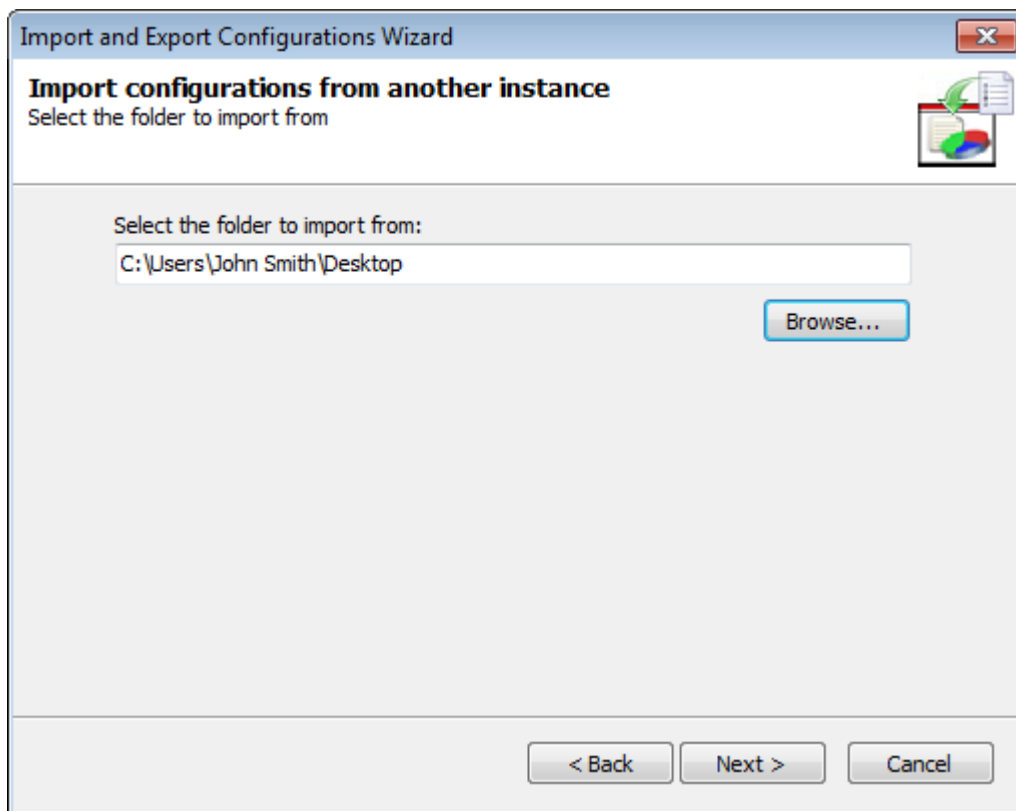 Import and Export Configurations Wizard
Import configurations from another instance
Select the folder to import from
Select the folder to import from:
C:\Users\John Smith\Desktop
Browse...
< Back Next > Cancel